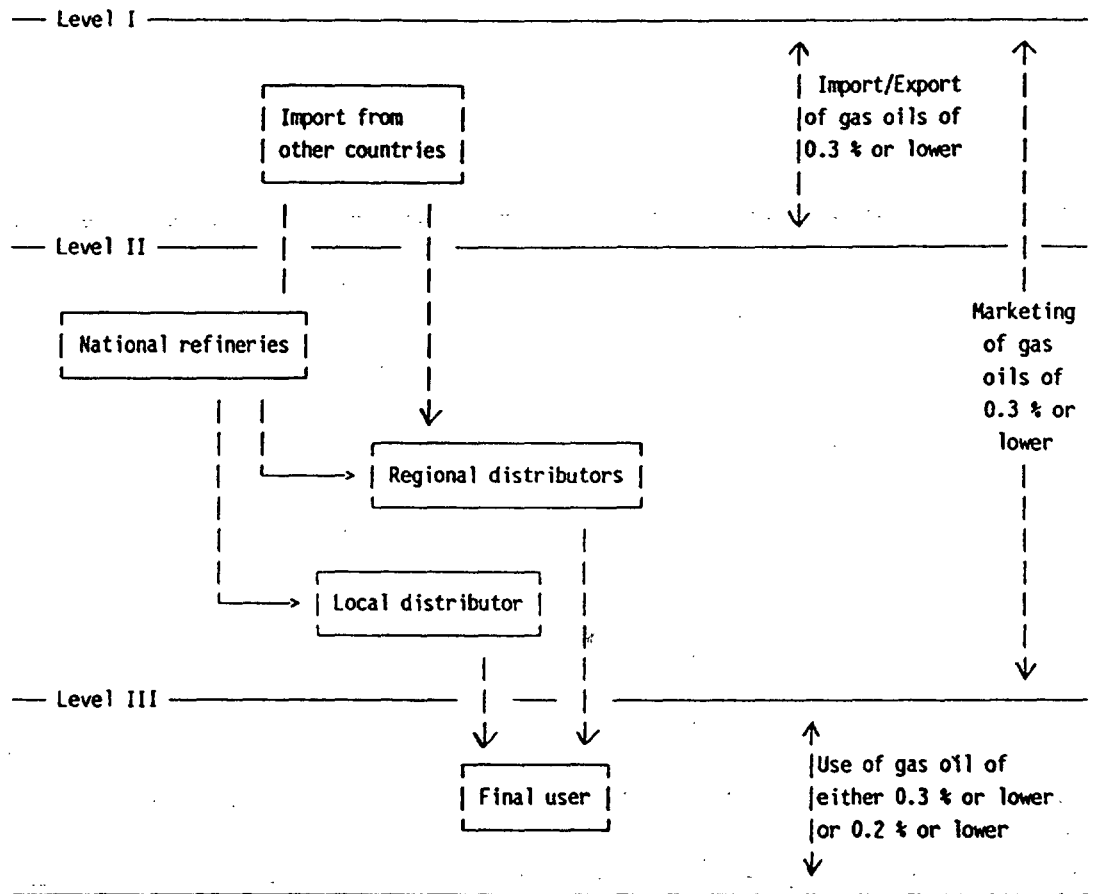 Level I
Import from
other countries
Import/Export
of gas oils of
0.3 % or lower
Level II
National refineries
Marketing
of gas
oils of
0.3 % or
lower
Regional distributors
Local distributor
Level III
Final user
Use of gas oil of
either 0.3 % or lower
or 0.2 % or lower